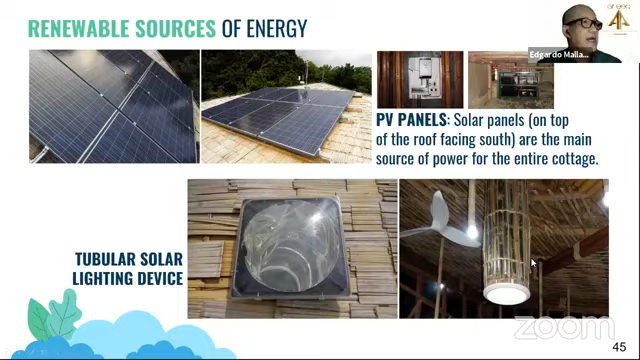 RENEWABLE SOURCES OF ENERGY
Edgardo Malla...
PV PANELS: Solar panels (on top
of the roof facing south) are the main
source of power for the entire cottage.
TUBULAR SOLAR
LIGHTING DEVICE
zoom
45